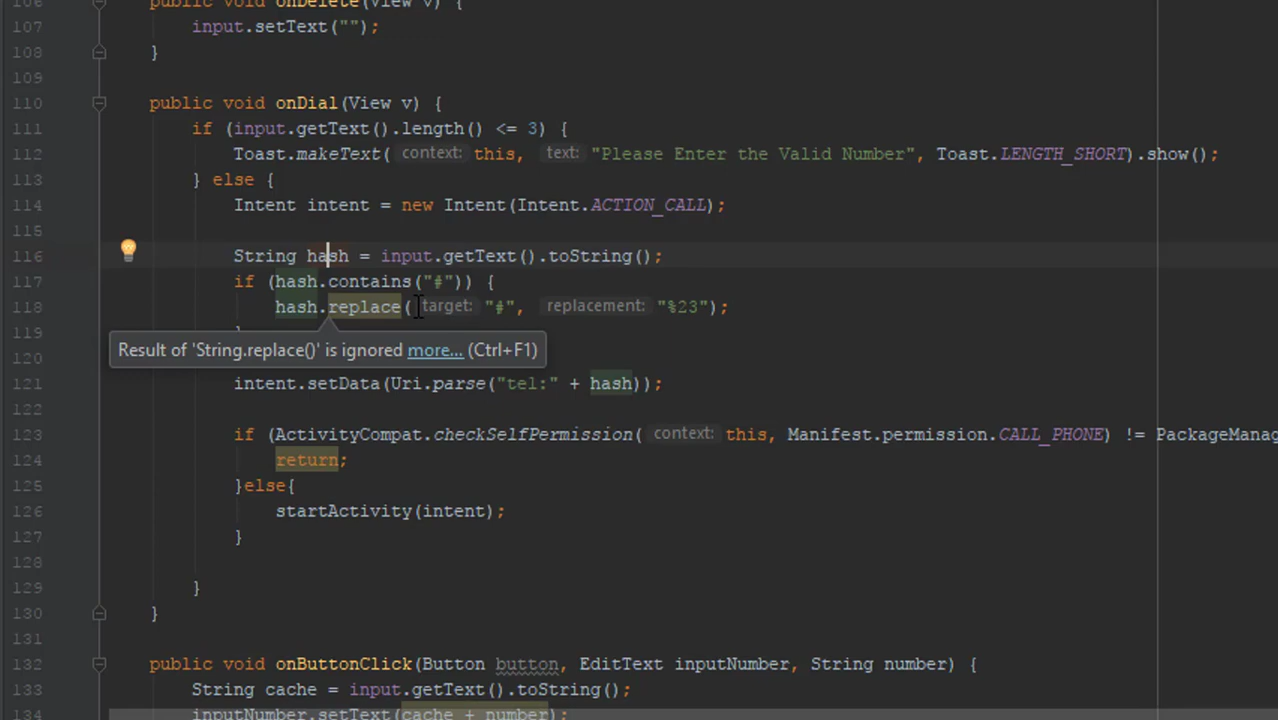 106 public void onDelete(View v) {
107 input.setText("");
108 }
109
110 public void onDial(View v) {
111 if (input.getText().length() <= 3) {
112 Toast.makeText( context: this, text: "Please Enter the Valid Number", Toast.LENGTH_SHORT).show();
113 } else {
114 Intent intent = new Intent(Intent.ACTION_CALL);
115
116 String hash = input.getText().toString();
117 if (hash.contains("#")) {
118 hash.replace( target: "#", replacement: "%23");
119 }
Result of 'String.replace()' is ignored more... (Ctrl+F1)
120
121 intent.setData(Uri.parse("tel:" + hash));
123 if (ActivityCompat.checkSelfPermission( context: this, Manifest.permission.CALL_PHONE) != PackageManag
124 return;
125 }else{
126 startActivity(intent);
127 }
128
129 }
130 }
131
132 public void onButtonClick(Button button, EditText inputNumber, String number) {
133 String cache = input.getText().toString();
134 inputNumber.setText(cache + number);